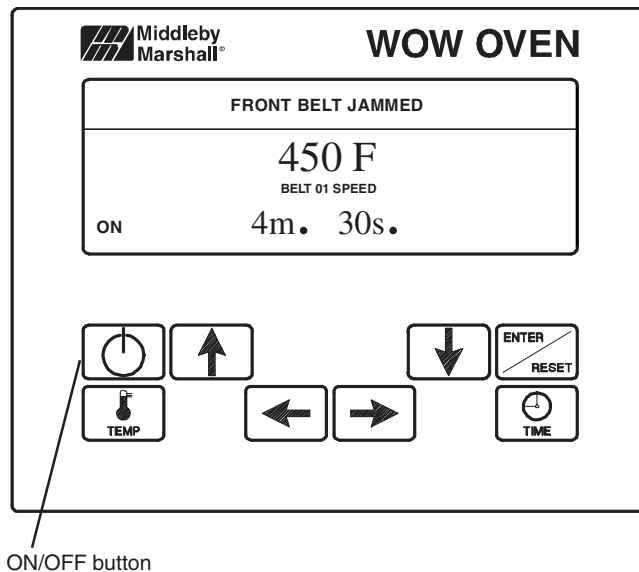 Middleby
Marshall®
WOW OVEN
FRONT BELT JAMMED
450 F
BELT 01 SPEED
ON 4m. 30s.
ENTER
RESET
TEMP
TIME
ON/OFF button